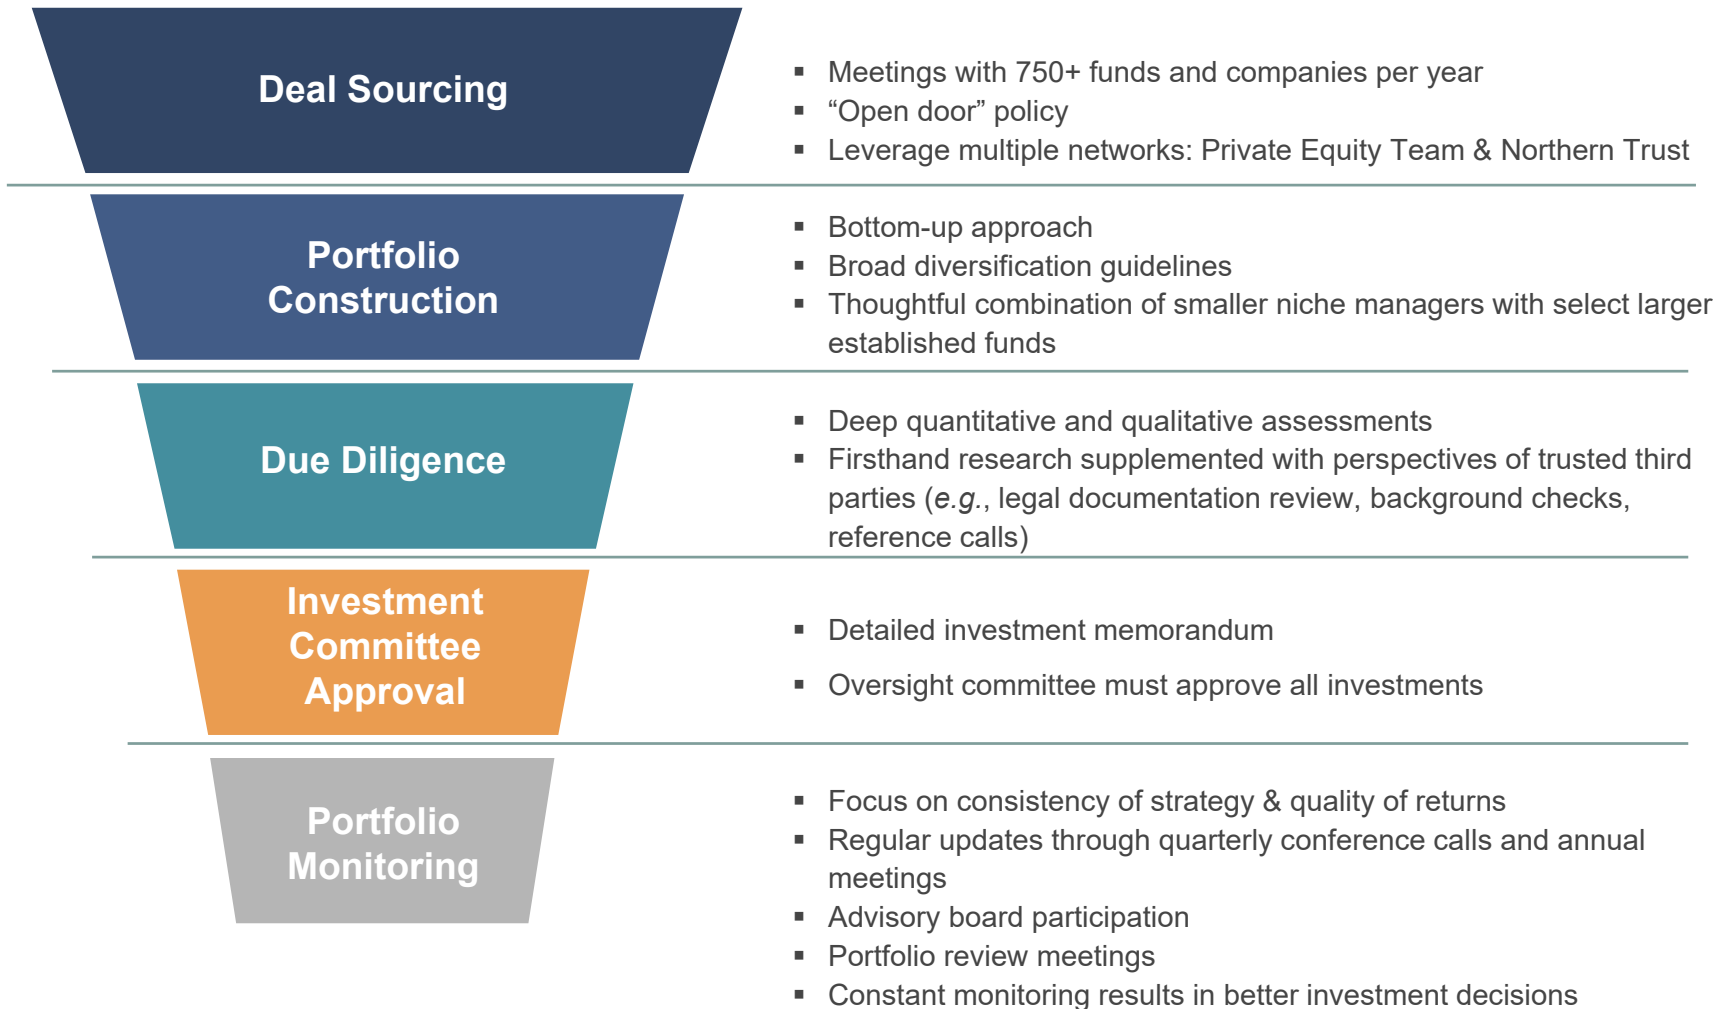 Deal Sourcing
▪ Meetings with 750+ funds and companies per year
▪ “Open door” policy
▪ Leverage multiple networks: Private Equity Team & Northern Trust
Portfolio
Construction
▪ Bottom-up approach
▪ Broad diversification guidelines
▪ Thoughtful combination of smaller niche managers with select larger
established funds
Due Diligence
▪ Deep quantitative and qualitative assessments
▪ Firsthand research supplemented with perspectives of trusted third
parties (e.g., legal documentation review, background checks,
reference calls)
Investment
Committee
Approval
▪ Detailed investment memorandum
▪ Oversight committee must approve all investments
Portfolio
Monitoring
▪ Focus on consistency of strategy & quality of returns
▪ Regular updates through quarterly conference calls and annual
meetings
▪ Advisory board participation
▪ Portfolio review meetings
▪ Constant monitoring results in better investment decisions